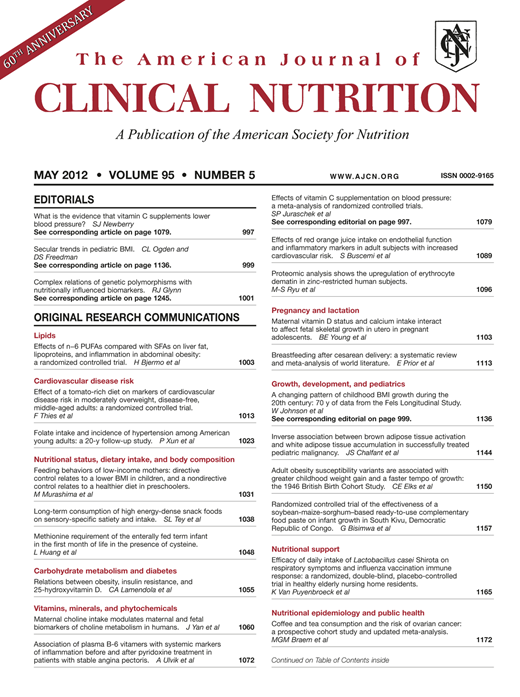 60TH ANNIVERSARY
The American Journal of
CLINICAL NUTRITION
A Publication of the American Society for Nutrition
MAY 2012 • VOLUME 95 • NUMBER 5
WWW.AJCN.ORG
ISSN 0002-9165
EDITORIALS
What is the evidence that vitamin C supplements lower
blood pressure? SJ Newberry
See corresponding article on page 1079. 997
Secular trends in pediatric BMI. CL Ogden and
DS Freedman
See corresponding article on page 1136. 999
Complex relations of genetic polymorphisms with
nutritionally influenced biomarkers. RJ Glynn
See corresponding article on page 1245. 1001
ORIGINAL RESEARCH COMMUNICATIONS
Lipids
Effects of n–6 PUFAs compared with SFAs on liver fat,
lipoproteins, and inflammation in abdominal obesity:
a randomized controlled trial. H Bjermo et al 1003
Cardiovascular disease risk
Effect of a tomato-rich diet on markers of cardiovascular
disease risk in moderately overweight, disease-free,
middle-aged adults: a randomized controlled trial.
F Thies et al 1013
Folate intake and incidence of hypertension among American
young adults: a 20-y follow-up study. P Xun et al 1023
Nutritional status, dietary intake, and body composition
Feeding behaviors of low-income mothers: directive
control relates to a lower BMI in children, and a nondirective
control relates to a healthier diet in preschoolers.
M Murashima et al 1031
Long-term consumption of high energy-dense snack foods
on sensory-specific satiety and intake. SL Tey et al 1038
Methionine requirement of the enterally fed term infant
in the first month of life in the presence of cysteine.
L Huang et al 1048
Carbohydrate metabolism and diabetes
Relations between obesity, insulin resistance, and
25-hydroxyvitamin D. CA Lamendola et al 1055
Vitamins, minerals, and phytochemicals
Maternal choline intake modulates maternal and fetal
biomarkers of choline metabolism in humans. J Yan et al 1060
Association of plasma B-6 vitamers with systemic markers
of inflammation before and after pyridoxine treatment in
patients with stable angina pectoris. A Ulvik et al 1072
Effects of vitamin C supplementation on blood pressure:
a meta-analysis of randomized controlled trials.
SP Juraschek et al
See corresponding editorial on page 997. 1079
Effects of red orange juice intake on endothelial function
and inflammatory markers in adult subjects with increased
cardiovascular risk. S Buscemi et al 1089
Proteomic analysis shows the upregulation of erythrocyte
dematin in zinc-restricted human subjects.
M-S Ryu et al 1096
Pregnancy and lactation
Maternal vitamin D status and calcium intake interact
to affect fetal skeletal growth in utero in pregnant
adolescents. BE Young et al 1103
Breastfeeding after cesarean delivery: a systematic review
and meta-analysis of world literature. E Prior et al 1113
Growth, development, and pediatrics
A changing pattern of childhood BMI growth during the
20th century: 70 y of data from the Fels Longitudinal Study.
W Johnson et al
See corresponding editorial on page 999. 1136
Inverse association between brown adipose tissue activation
and white adipose tissue accumulation in successfully treated
pediatric malignancy. JS Chalfant et al 1144
Adult obesity susceptibility variants are associated with
greater childhood weight gain and a faster tempo of growth:
the 1946 British Birth Cohort Study. CE Elks et al 1150
Randomized controlled trial of the effectiveness of a
soybean-maize-sorghum–based ready-to-use complementary
food paste on infant growth in South Kivu, Democratic
Republic of Congo. G Bisimwa et al 1157
Nutritional support
Efficacy of daily intake of Lactobacillus casei Shirota on
respiratory symptoms and influenza vaccination immune
response: a randomized, double-blind, placebo-controlled
trial in healthy elderly nursing home residents.
K Van Puyenbroeck et al 1165
Nutritional epidemiology and public health
Coffee and tea consumption and the risk of ovarian cancer:
a prospective cohort study and updated meta-analysis.
MGM Braem et al 1172
Continued on Table of Contents inside